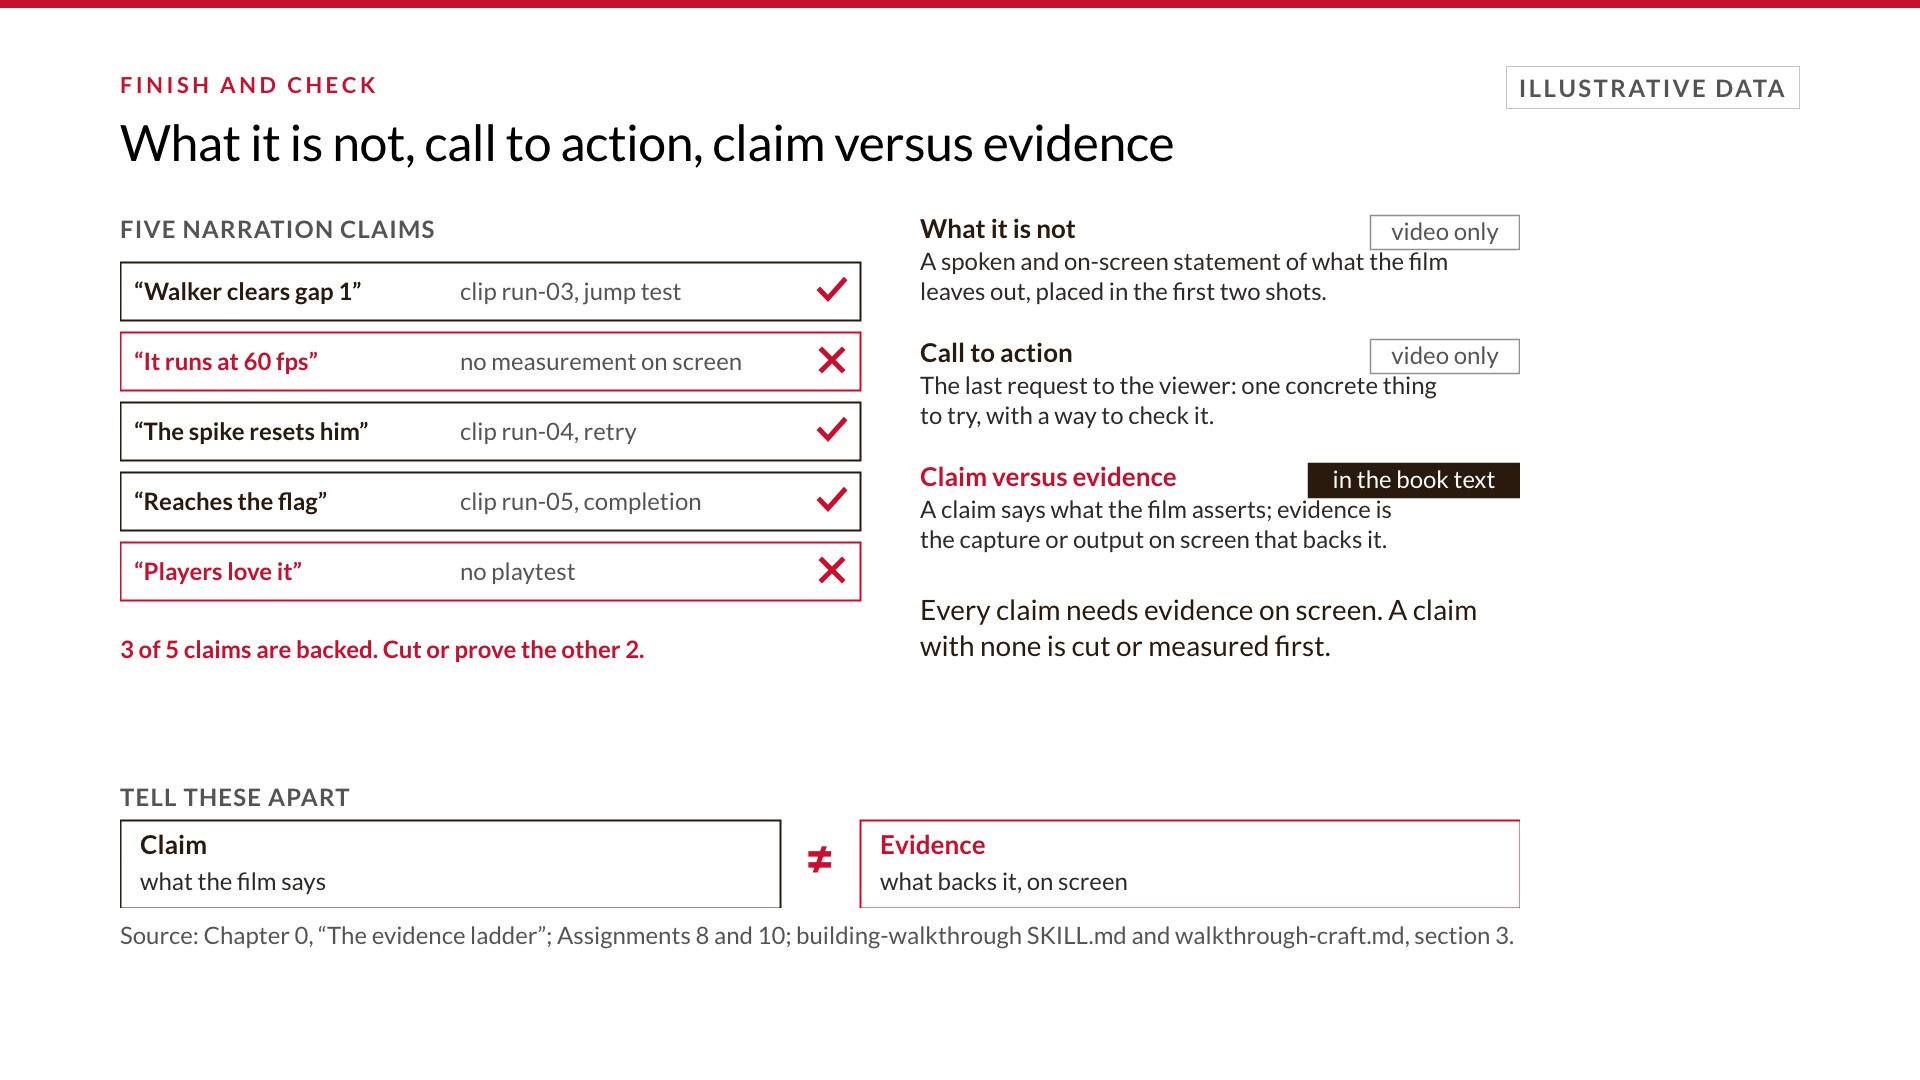 FINISH AND CHECK
ILLUSTRATIVE DATA
What it is not, call to action, claim versus evidence
FIVE NARRATION CLAIMS
“Walker clears gap 1” clip run-03, jump test
“It runs at 60 fps” no measurement on screen
“The spike resets him” clip run-04, retry
“Reaches the flag” clip run-05, completion
“Players love it” no playtest
3 of 5 claims are backed. Cut or prove the other 2.
What it is not video only
A spoken and on-screen statement of what the film
leaves out, placed in the first two shots.
Call to action video only
The last request to the viewer: one concrete thing
to try, with a way to check it.
Claim versus evidence in the book text
A claim says what the film asserts; evidence is
the capture or output on screen that backs it.
Every claim needs evidence on screen. A claim
with none is cut or measured first.
TELL THESE APART
Claim
what the film says
≠
Evidence
what backs it, on screen
Source: Chapter 0, “The evidence ladder”; Assignments 8 and 10; building-walkthrough SKILL.md and walkthrough-craft.md, section 3.